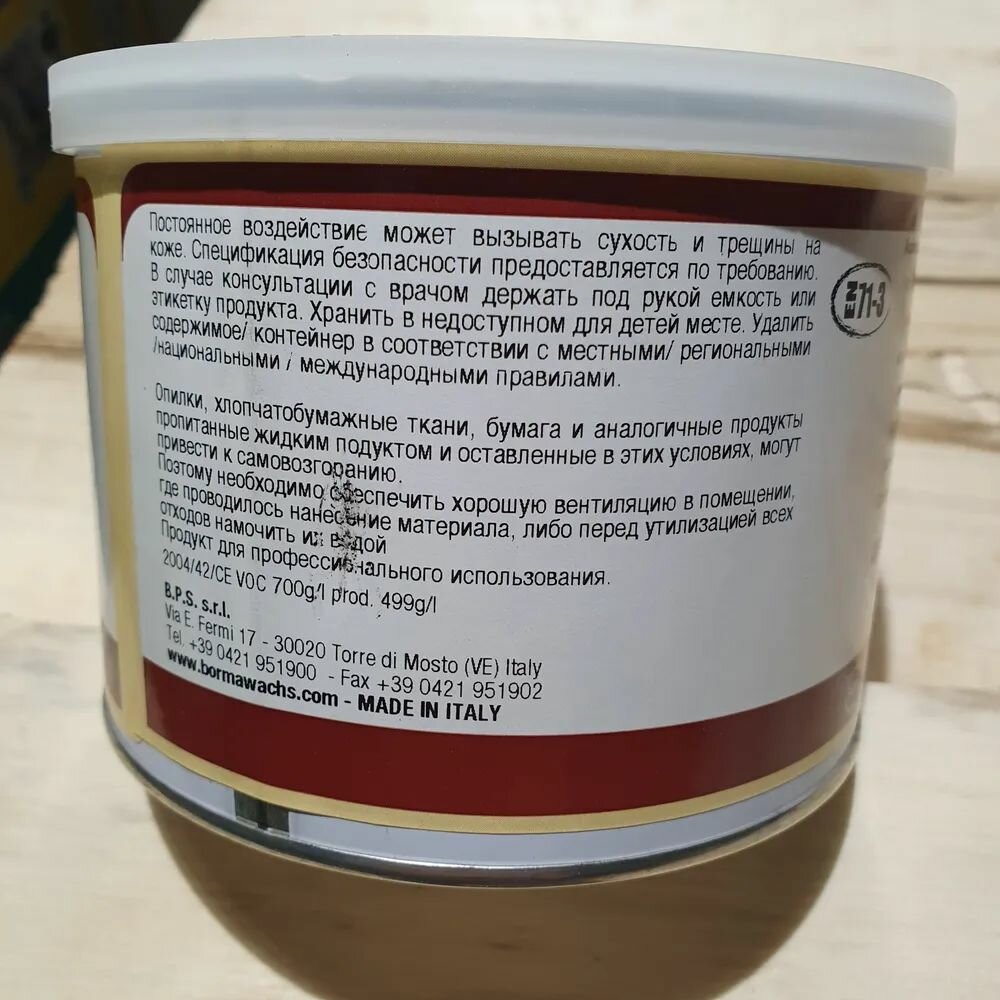 Постоянное воздействие может вызывать сухость и трещины на
коже. Спецификация безопасности предоставляется по требованию.
В случае консультации с врачом держать под рукой емкость или
этикетку продукта. Хранить в недоступном для детей месте. Удалить
содержимое/ контейнер в соответствии с местными/ региональными
/национальными / международными правилами.
EN 71-3
Опилки, хлопчатобумажные ткани, бумага и аналогичные продукты
пропитанные жидким подуктом и оставленные в этих условиях, могут
привести к самовозгоранию.
Поэтому необходимо обеспечить хорошую вентиляцию в помещении,
где проводилось нанесение материала, либо перед утилизацией всех
отходов намочить их водой
Продукт для профессионального использования.
2004/42/CE VOC 700g/l prod. 499g/l
B.P.S. s.r.l.
Via E. Fermi 17 - 30020 Torre di Mosto (VE) Italy
Tel. +39 0421 951900 - Fax +39 0421 951902
www.bormawachs.com - MADE IN ITALY